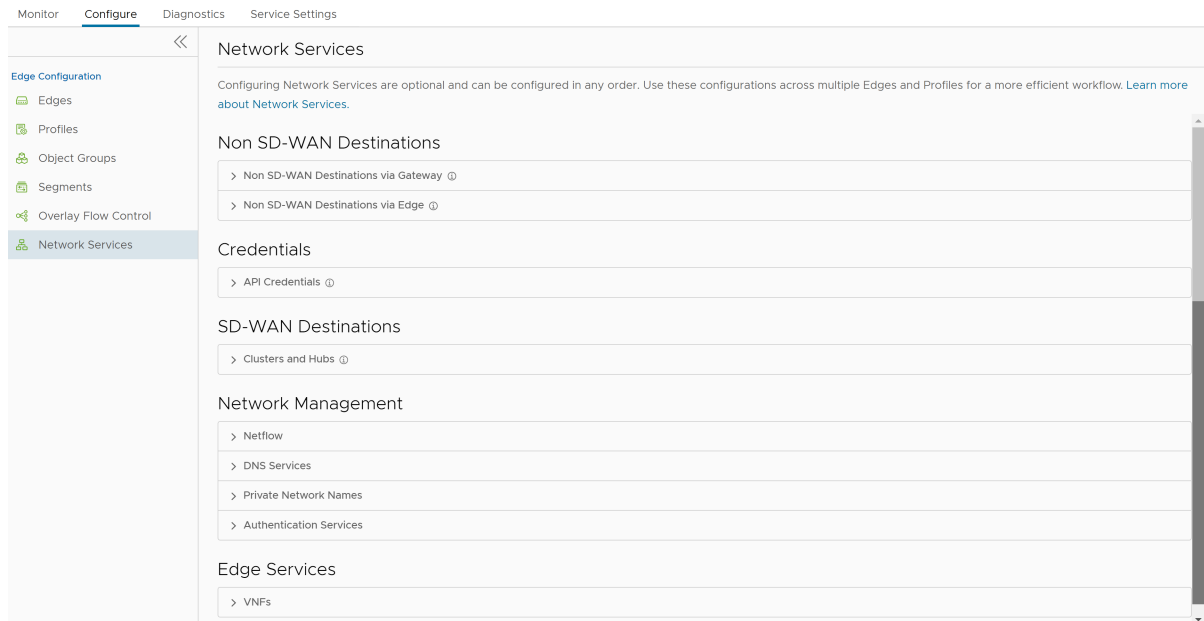 Monitor Configure Diagnostics Service Settings
Edge Configuration
Edges
Profiles
Object Groups
Segments
Overlay Flow Control
Network Services
Network Services
Configuring Network Services are optional and can be configured in any order. Use these configurations across multiple Edges and Profiles for a more efficient workflow. Learn more
about Network Services.
Non SD-WAN Destinations
Non SD-WAN Destinations via Gateway
Non SD-WAN Destinations via Edge
Credentials
API Credentials
SD-WAN Destinations
Clusters and Hubs
Network Management
Netflow
DNS Services
Private Network Names
Authentication Services
Edge Services
VNFs